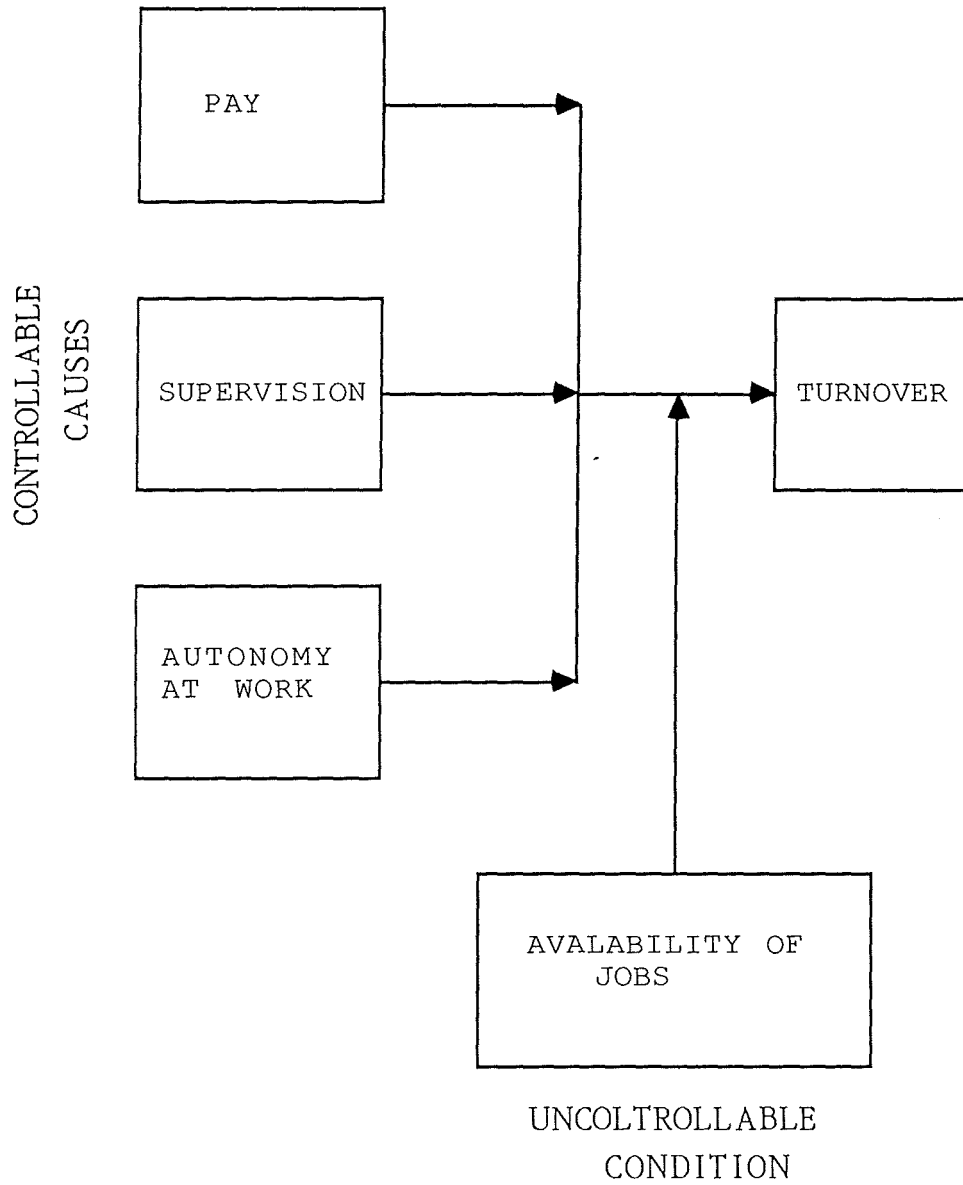 PAY
CONTROLLABLE
CAUSES
SUPERVISION
TURNOVER
AUTONOMY
AT WORK
AVALABILITY OF
JOBS
UNCOLTROLLABLE
CONDITION